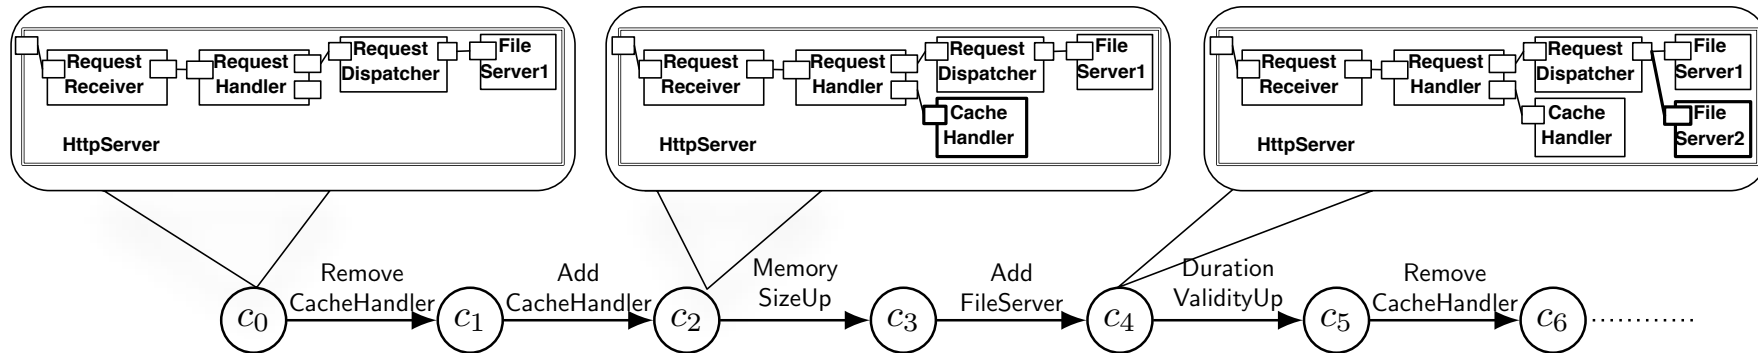 Request
Receiver
Request
Handler
Request
Dispatcher
File
Server1
HttpServer
Request
Receiver
Request
Handler
Request
Dispatcher
File
Server1
Cache
Handler
HttpServer
Request
Receiver
Request
Handler
Request
Dispatcher
File
Server1
Cache
Handler
File
Server2
HttpServer
c0
Remove
CacheHandler
c1
Add
CacheHandler
c2
Memory
SizeUp
c3
Add
FileServer
c4
Duration
ValidityUp
c5
Remove
CacheHandler
c6